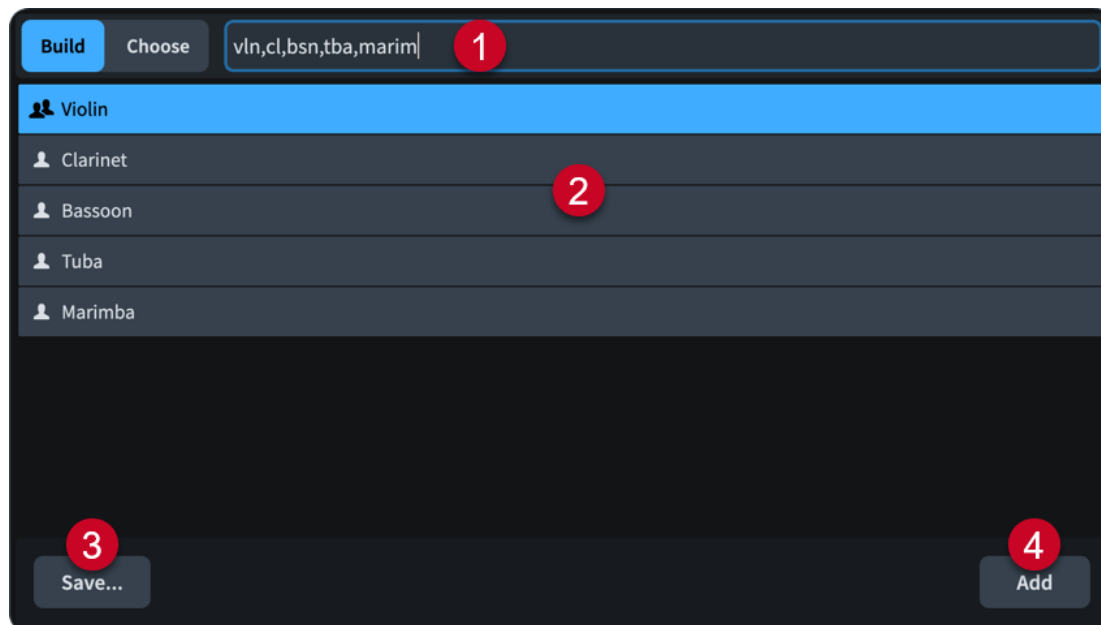 Build Choose vln,cl,bsn,tba,marim 1
Violin
Clarinet
2
Bassoon
Tuba
Marimba
3 4
Save... Add